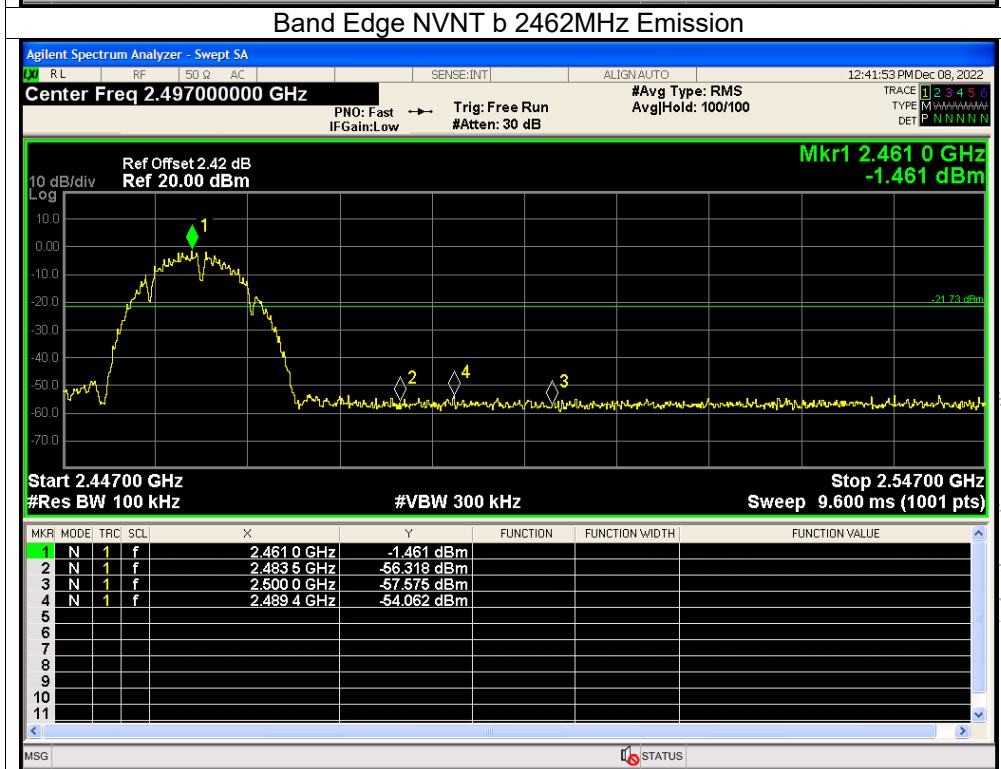 Band Edge NVNT b 2462MHz Emission
Agilent Spectrum Analyzer - Swept SA
LXI RL RF 50 Ω AC SENSE:INT ALIGN AUTO 12:41:53 PM Dec 08, 2022
Center Freq 2.497000000 GHz #Avg Type: RMS TRACE 1 2 3 4 5 6
PNO: Fast Trig: Free Run Avg|Hold: 100/100 TYPE M WWWWW
IFGain:Low #Atten: 30 dB DET P N N N N N
Mkr1 2.461 0 GHz
Ref Offset 2.42 dB
10 dB/div Ref 20.00 dBm -1.461 dBm
Log
10.0
1
0.00
-10.0
-20.0 -21.73 dBm
-30.0
-40.0
2 4 3
-50.0
-60.0
-70.0
Start 2.44700 GHz Stop 2.54700 GHz
#Res BW 100 kHz #VBW 300 kHz Sweep 9.600 ms (1001 pts)
MKR MODE TRC SCL X Y FUNCTION FUNCTION WIDTH FUNCTION VALUE
1 N 1 f 2.461 0 GHz -1.461 dBm
2 N 1 f 2.483 5 GHz -56.318 dBm
3 N 1 f 2.500 0 GHz -57.575 dBm
4 N 1 f 2.489 4 GHz -54.062 dBm
5
6
7
8
9
10
11
MSG STATUS